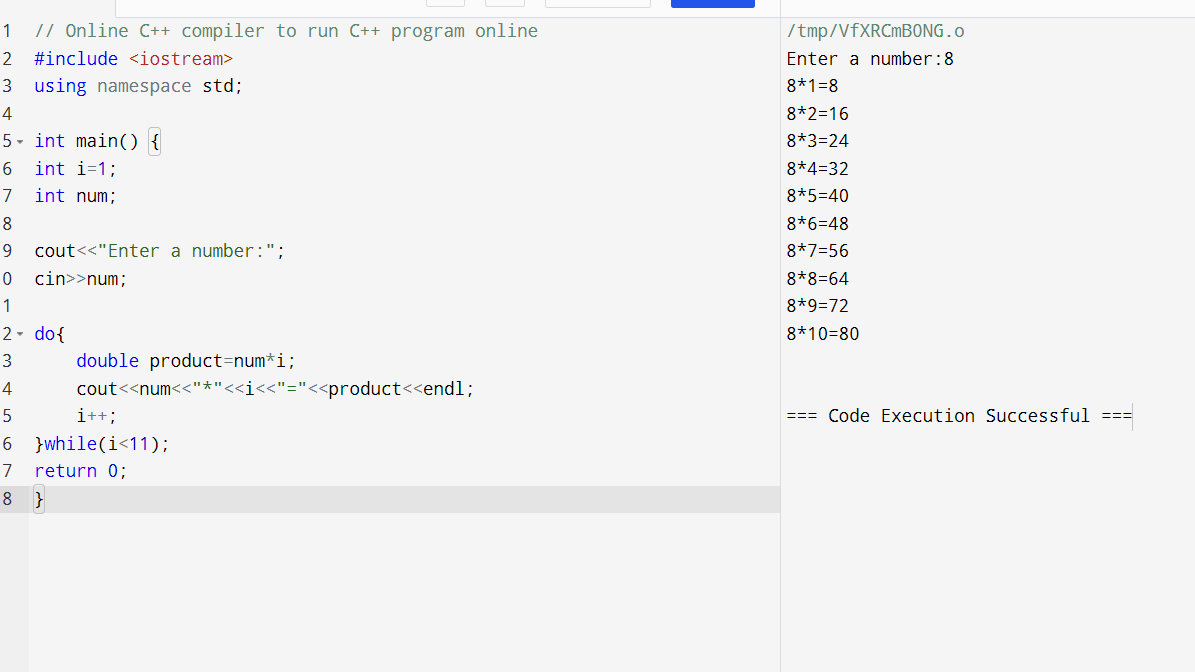 1 // Online C++ compiler to run C++ program online
2 #include <iostream>
3 using namespace std;
4
5 int main() {
6 int i=1;
7 int num;
8
9 cout<<"Enter a number:";
0 cin>>num;
1
2 do{
3     double product=num*i;
4     cout<<num<<"*"<<i<<"="<<product<<endl;
5     i++;
6 }while(i<11);
7 return 0;
8 }
/tmp/VfXRCmB0NG.o
Enter a number:8
8*1=8
8*2=16
8*3=24
8*4=32
8*5=40
8*6=48
8*7=56
8*8=64
8*9=72
8*10=80
=== Code Execution Successful ===